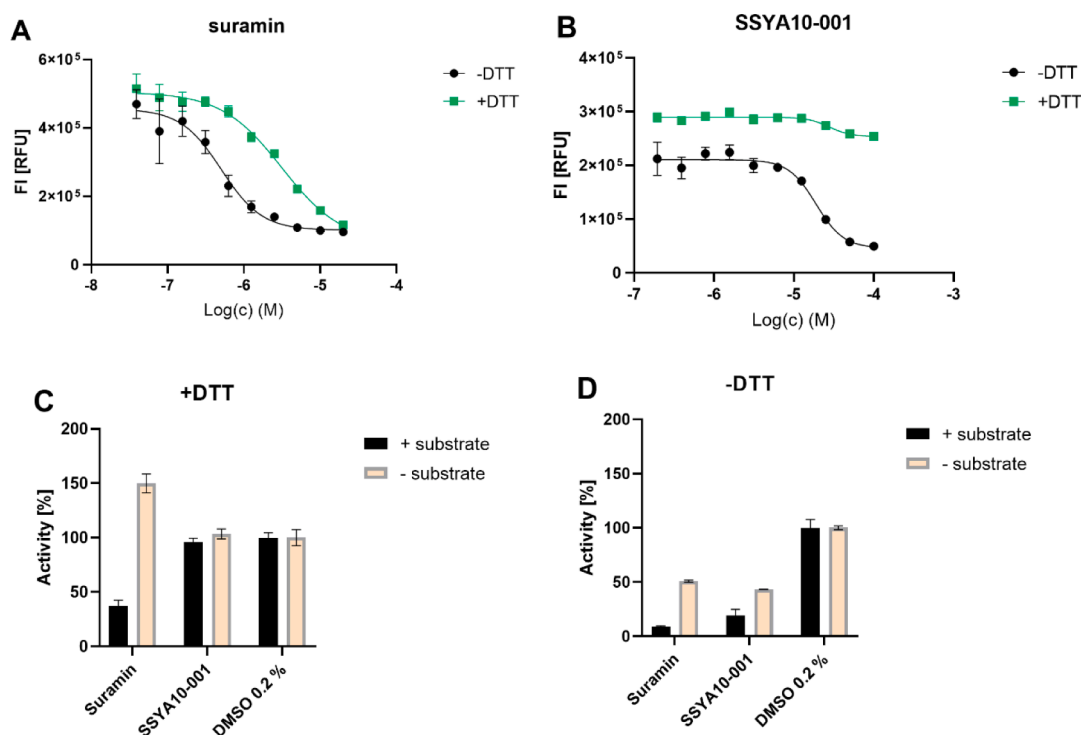 A
suramin
6×10⁵
4×10⁵
2×10⁵
0
FI [RFU]
-8
-7
-6
-5
-4
Log(c) (M)
-DTT
+DTT
B
SSYA10-001
4×10⁵
3×10⁵
2×10⁵
1×10⁵
0
FI [RFU]
-7
-6
-5
-4
-3
Log(c) (M)
-DTT
+DTT
C
+DTT
200
150
100
50
0
Activity [%]
Suramin
SSYA10-001
DMSO 0.2 %
+ substrate
- substrate
D
-DTT
200
150
100
50
0
Activity [%]
Suramin
SSYA10-001
DMSO 0.2 %
+ substrate
- substrate